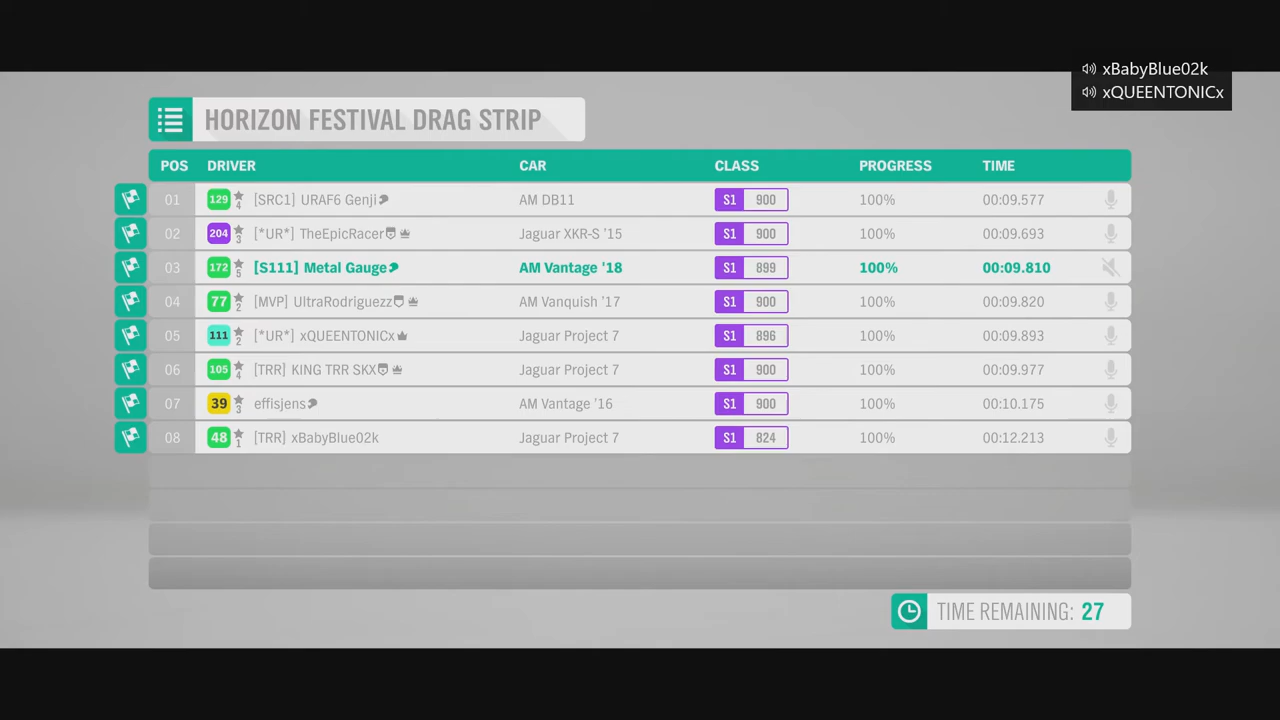 xBabyBlue02k
xQUEENTONICx
HORIZON FESTIVAL DRAG STRIP
POS DRIVER CAR CLASS PROGRESS TIME
01 129 4 [SRC1] URAF6 Genji AM DB11 S1 900 100% 00:09.577
02 204 3 [*UR*] TheEpicRacer Jaguar XKR-S '15 S1 900 100% 00:09.693
03 172 5 [S111] Metal Gauge AM Vantage '18 S1 899 100% 00:09.810
04 77 2 [MVP] UltraRodriguezz AM Vanquish '17 S1 900 100% 00:09.820
05 111 2 [*UR*] xQUEENTONICx Jaguar Project 7 S1 896 100% 00:09.893
06 105 4 [TRR] KING TRR SKX Jaguar Project 7 S1 900 100% 00:09.977
07 39 3 effisjens AM Vantage '16 S1 900 100% 00:10.175
08 48 1 [TRR] xBabyBlue02k Jaguar Project 7 S1 824 100% 00:12.213
TIME REMAINING: 27